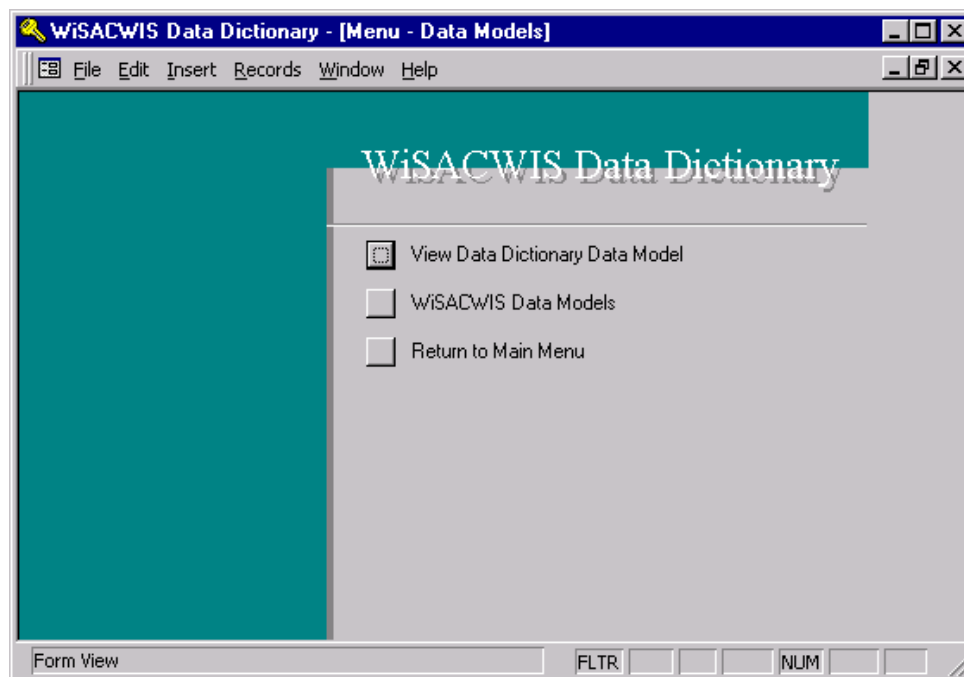 WiSACWIS Data Dictionary - [Menu - Data Models]
File Edit Insert Records Window Help
WiSACWIS Data Dictionary
View Data Dictionary Data Model
WiSACWIS Data Models
Return to Main Menu
Form View FLTR NUM